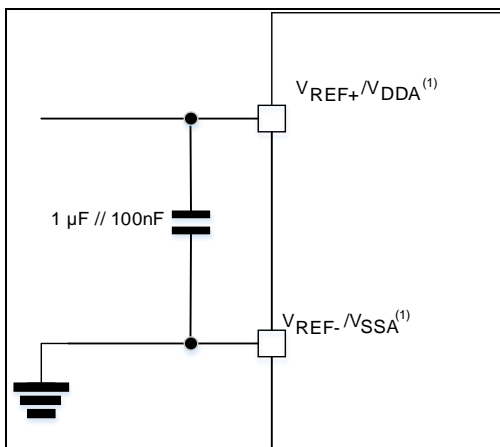 VREF+/VDDA(1)
1 µF // 100nF
VREF-/VSSA(1)